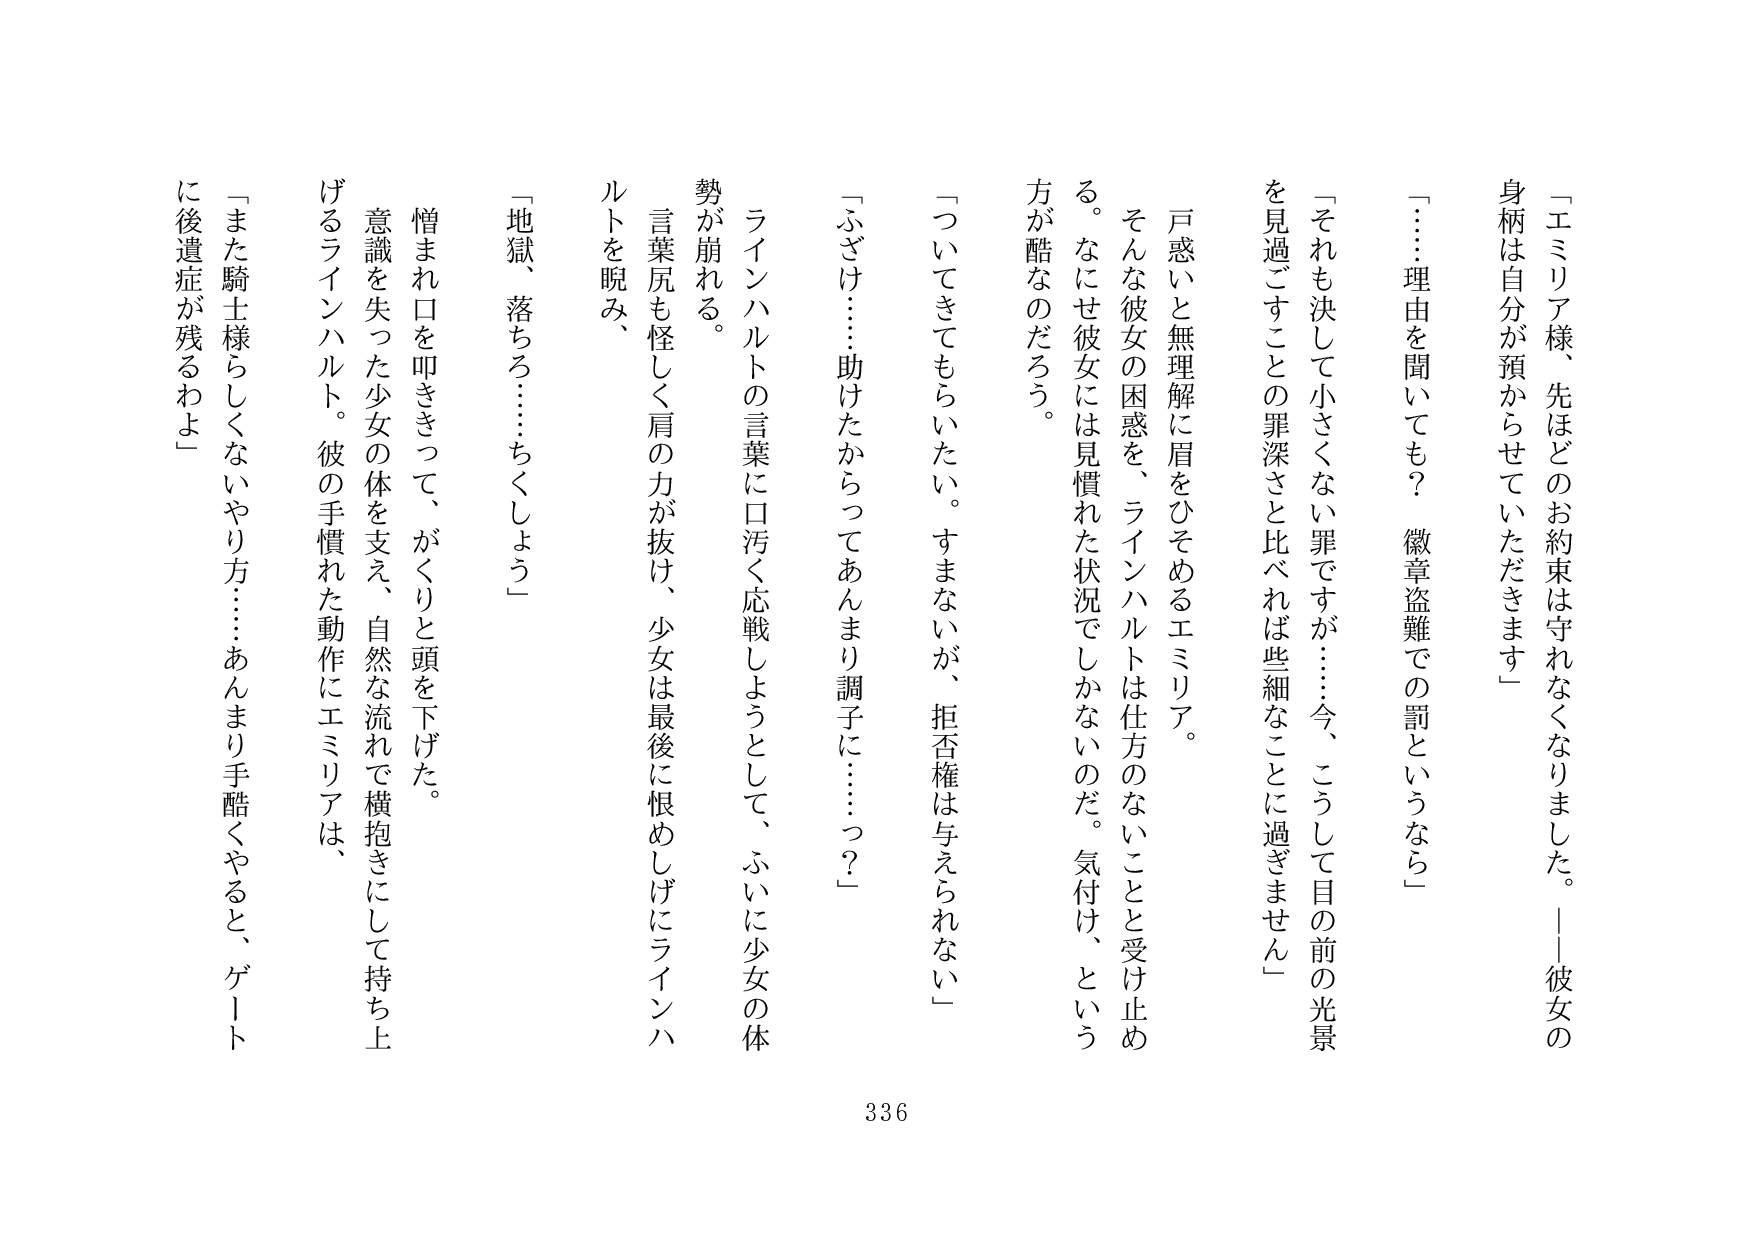 「エミリア様、先ほどのお約束は守れなくなりました。――彼女の
身柄は自分が預からせていただきます」
「……理由を聞いても？　徽章盗難での罰というなら」
「それも決して小さくない罪ですが……今、こうして目の前の光景
を見過ごすことの罪深さと比べれば些細なことに過ぎません」
　戸惑いと無理解に眉をひそめるエミリア。
　そんな彼女の困惑を、ラインハルトは仕方のないことと受け止め
る。なにせ彼女には見慣れた状況でしかないのだ。気付け、という
方が酷なのだろう。
「ついてきてもらいたい。すまないが、拒否権は与えられない」
「ふざけ……助けたからってあんまり調子に……っ？」
　ラインハルトの言葉に口汚く応戦しようとして、ふいに少女の体
勢が崩れる。
　言葉尻も怪しく肩の力が抜け、少女は最後に恨めしげにラインハ
ルトを睨み、
「地獄、落ちろ……ちくしょう」
　憎まれ口を叩ききって、がくりと頭を下げた。
　意識を失った少女の体を支え、自然な流れで横抱きにして持ち上
げるラインハルト。彼の手慣れた動作にエミリアは、
「また騎士様らしくないやり方……あんまり手酷くやると、ゲート
に後遺症が残るわよ」
336